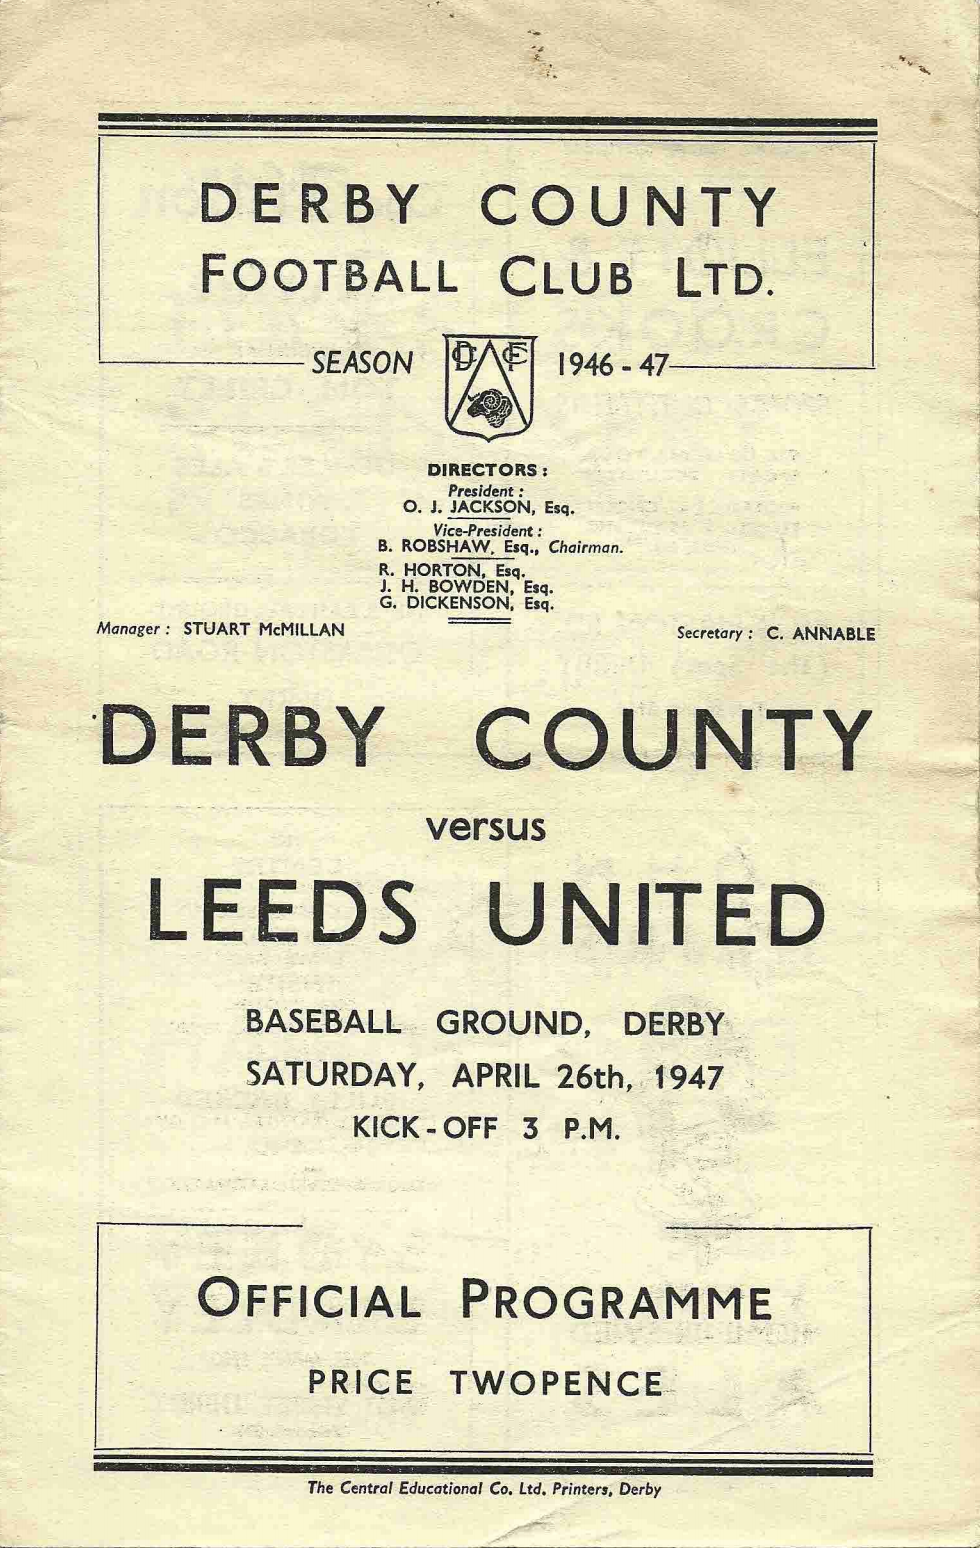 DERBY COUNTY
FOOTBALL CLUB LTD.
SEASON DCFC 1946-47
DIRECTORS:
President:
O. J. JACKSON, Esq.
Vice-President:
B. ROBSHAW, Esq., Chairman.
R. HORTON, Esq.
J. H. BOWDEN, Esq.
G. DICKENSON, Esq.
Manager: STUART McMILLAN Secretary: C. ANNABLE
DERBY COUNTY
versus
LEEDS UNITED
BASEBALL GROUND, DERBY
SATURDAY, APRIL 26th, 1947
KICK-OFF 3 P.M.
OFFICIAL PROGRAMME
PRICE TWOPENCE
The Central Educational Co. Ltd. Printers, Derby